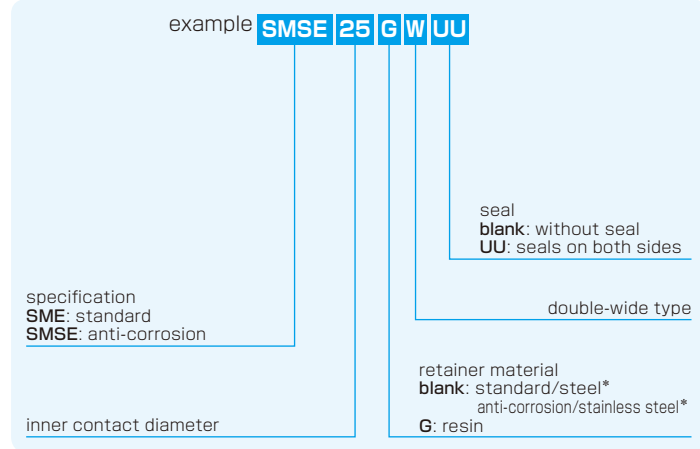 example SMSE 25 G W UU
seal
blank: without seal
UU: seals on both sides
specification
SME: standard
SMSE: anti-corrosion
double-wide type
retainer material
blank: standard/steel*
anti-corrosion/stainless steel*
G: resin
inner contact diameter